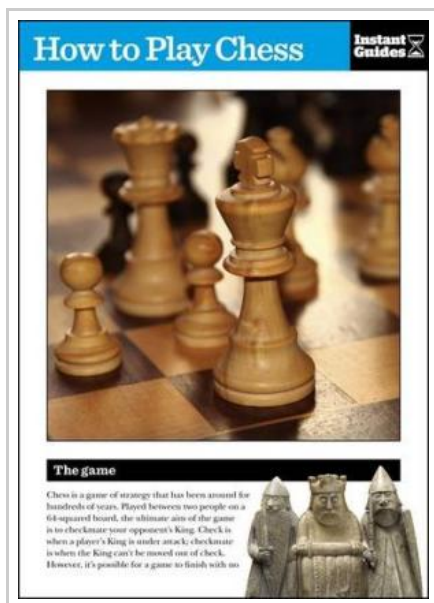 How to Play Chess
Instant
Guides
The game
Chess is a game of strategy that has been around for
hundreds of years. Played between two people on a
64-squared board, the ultimate aim of the game
is to checkmate your opponent's King. Check is
when a player's King is under attack; checkmate
is when the King can't be moved out of check.
However, it's possible for a game to finish with no